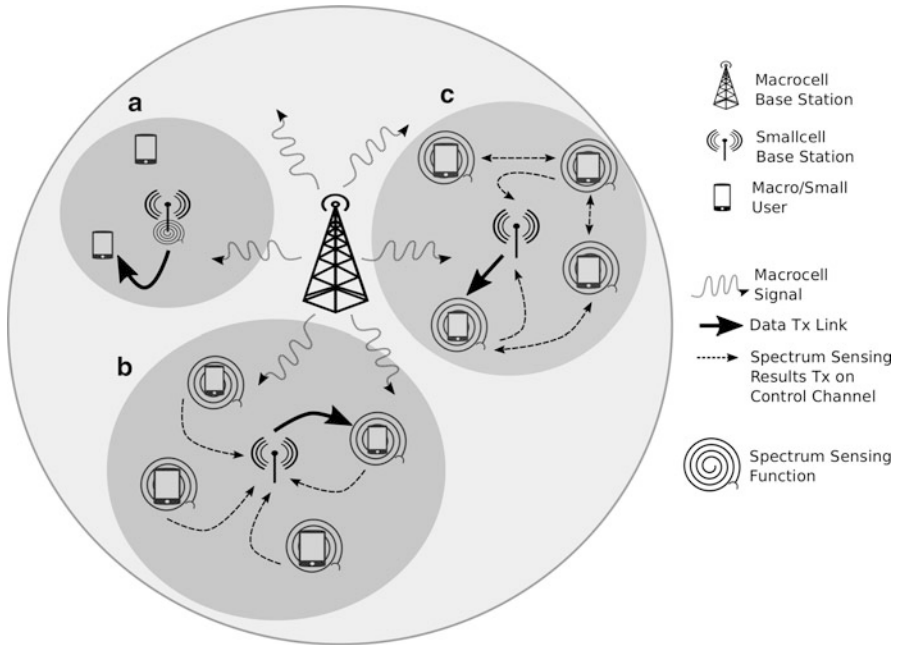 a
c
b
Macrocell
Base Station
Smallcell
Base Station
Macro/Small
User
Macrocell
Signal
Data Tx Link
Spectrum Sensing
Results Tx on
Control Channel
Spectrum Sensing
Function